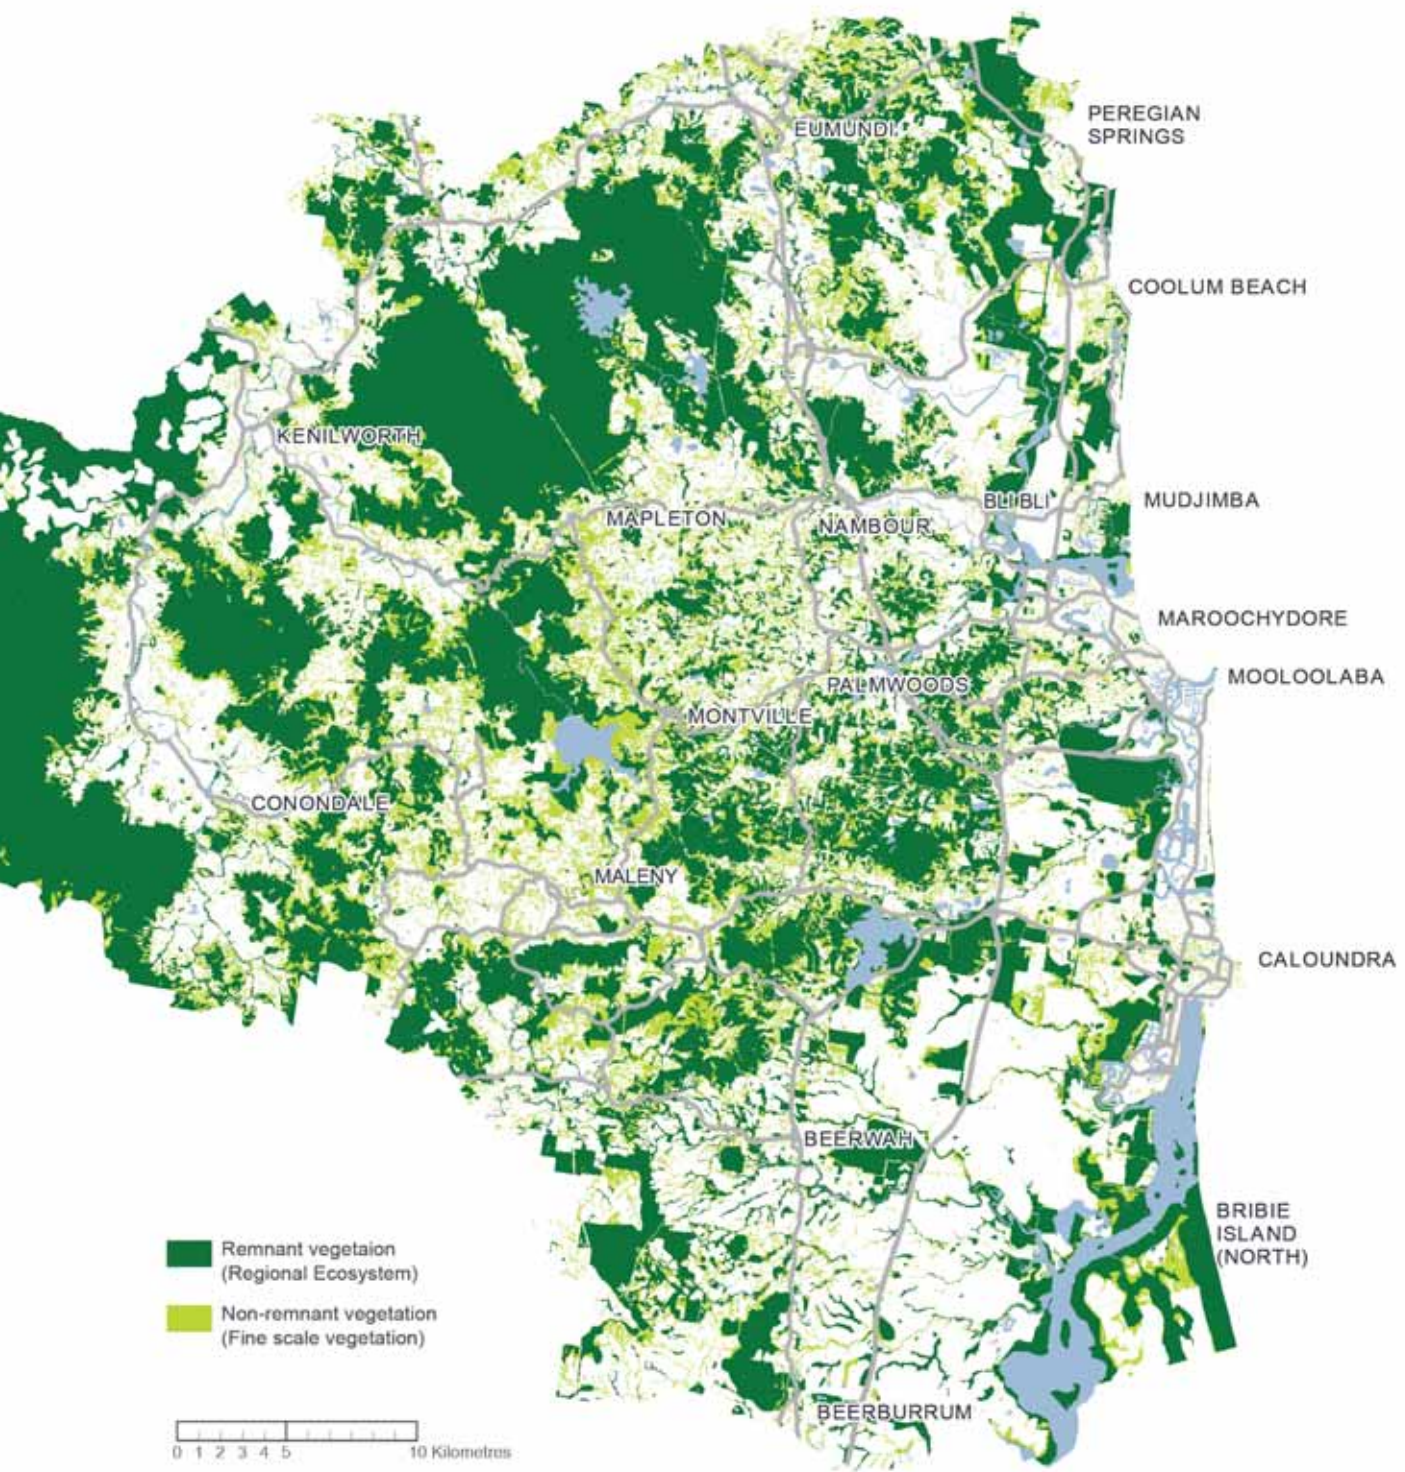 PEREGIAN
SPRINGS
EUMUNDI
COOLUM BEACH
KENILWORTH
BLI BLI
MUDJIMBA
MAPLETON
NAMBOUR
MAROOCHYDORE
MOOLOOLABA
PALMWOODS
MONTVILLE
CONONDALE
MALENY
CALOUNDRA
BEERWAH
BRIBIE
ISLAND
(NORTH)
Remnant vegetaion
(Regional Ecosystem)
Non-remnant vegetation
(Fine scale vegetation)
BEERBURRUM
0 1 2 3 4 5 10 Kilometres